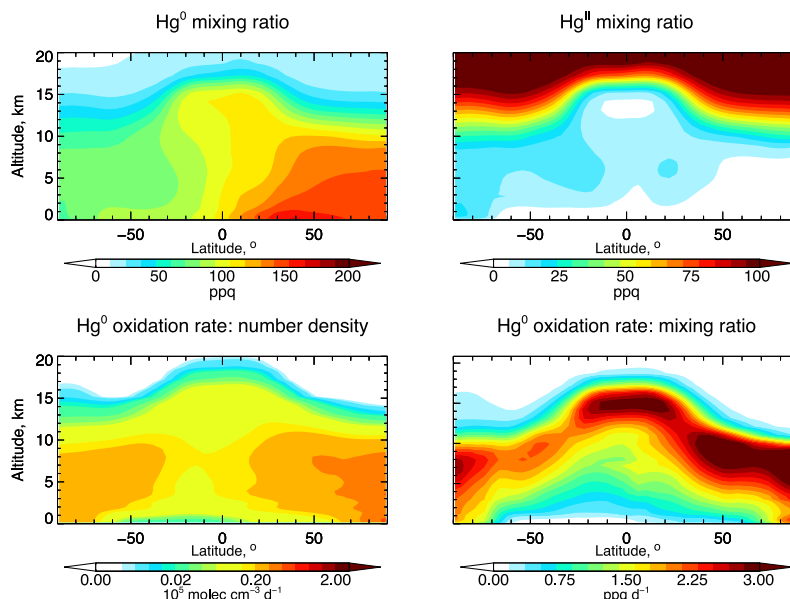 Hg⁰ mixing ratio
Hg^II mixing ratio
20
15
10
5
0
Altitude, km
−50 0 50
Latitude, °
0 50 100 150 200
ppq
20
15
10
5
0
−50 0 50
Latitude, °
0 25 50 75 100
ppq
Hg⁰ oxidation rate: number density
Hg⁰ oxidation rate: mixing ratio
20
15
10
5
0
Altitude, km
−50 0 50
Latitude, °
0.00 0.02 0.20 2.00
10⁵ molec cm⁻³ d⁻¹
20
15
10
5
0
−50 0 50
Latitude, °
0.00 0.75 1.50 2.25 3.00
ppq d⁻¹